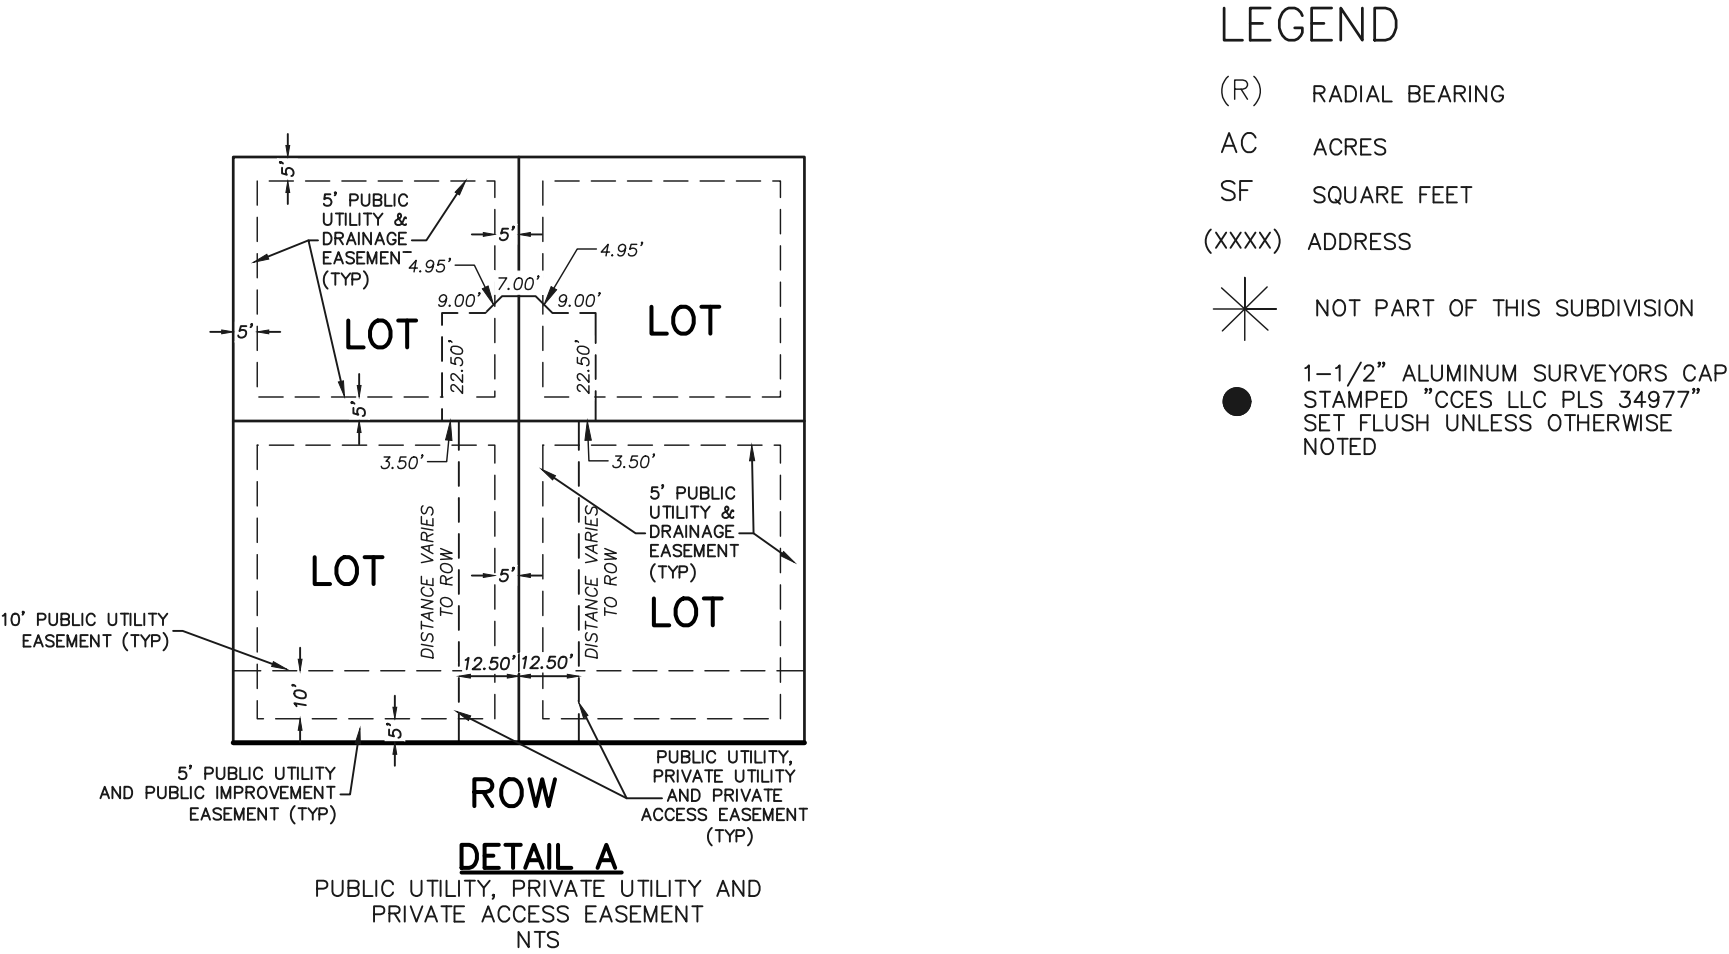 LEGEND
(R) RADIAL BEARING
AC ACRES
SF SQUARE FEET
(XXXX) ADDRESS
NOT PART OF THIS SUBDIVISION
1-1/2" ALUMINUM SURVEYORS CAP
STAMPED "CCES LLC PLS 34977"
SET FLUSH UNLESS OTHERWISE
NOTED
5'
5' PUBLIC
UTILITY &
DRAINAGE
EASEMENT
(TYP)
5'
4.95'
4.95'
7.00'
9.00'
9.00'
5'
LOT
LOT
22.50'
22.50'
5'
3.50'
3.50'
5' PUBLIC
UTILITY &
DRAINAGE
EASEMENT
(TYP)
DISTANCE VARIES
TO ROW
DISTANCE VARIES
TO ROW
LOT
5'
LOT
10' PUBLIC UTILITY
EASEMENT (TYP)
12.50'
12.50'
10'
5'
5' PUBLIC UTILITY
AND PUBLIC IMPROVEMENT
EASEMENT (TYP)
ROW
PUBLIC UTILITY,
PRIVATE UTILITY
AND PRIVATE
ACCESS EASEMENT
(TYP)
DETAIL A
PUBLIC UTILITY, PRIVATE UTILITY AND
PRIVATE ACCESS EASEMENT
NTS